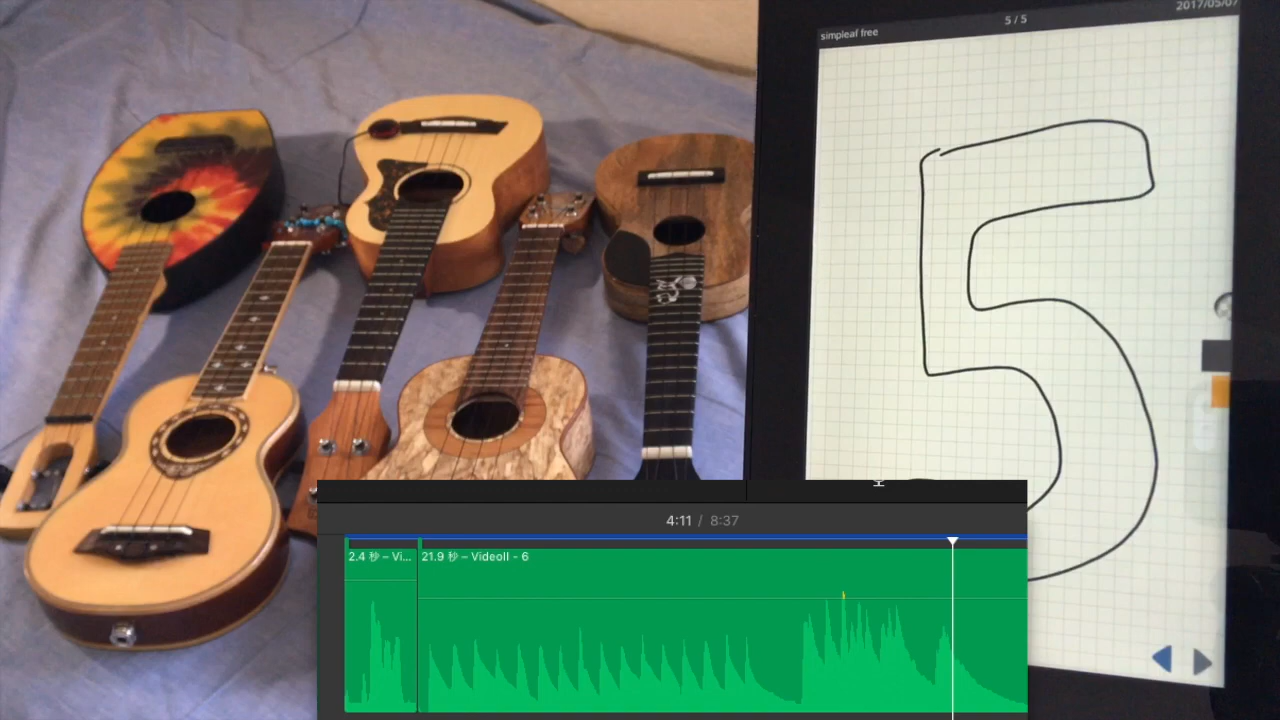 5 / 5
2017/05/07
simpleaf free
5
4:11 / 8:37
2.4 秒 – Vi...
21.9 秒 – VideoII - 6